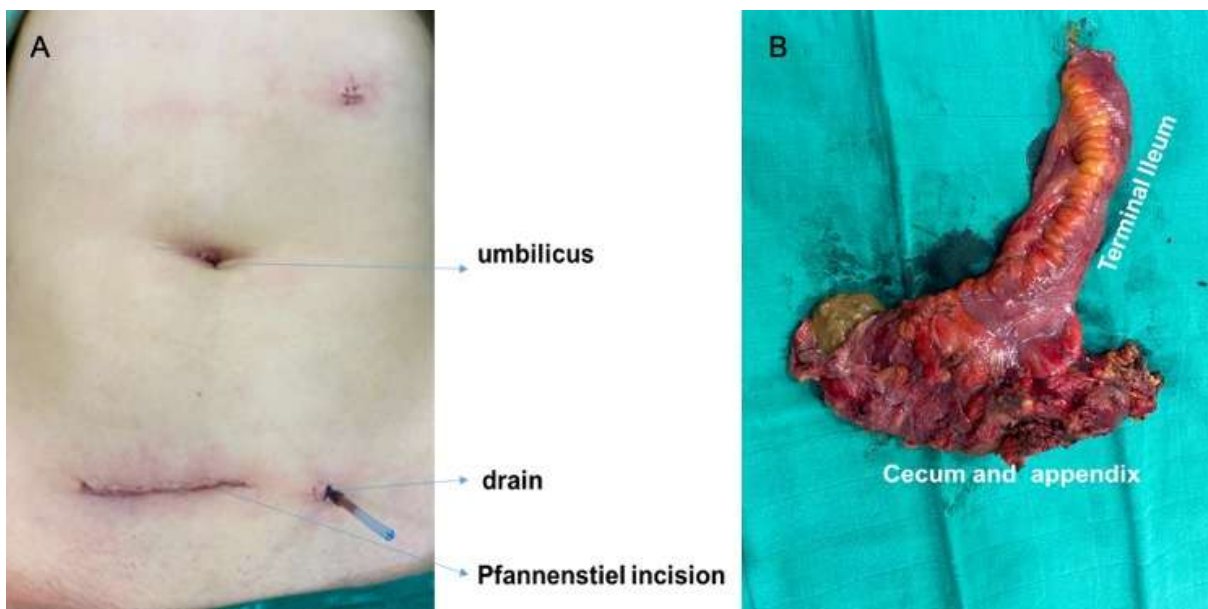 A
B
umbilicus
Terminal Ileum
drain
Cecum and appendix
Pfannenstiel incision